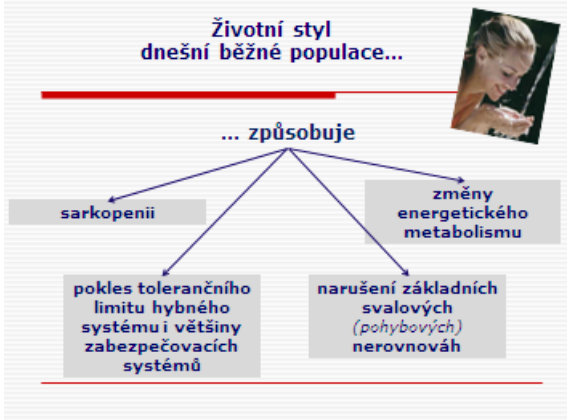 Životní styl
dnešní běžné populace...
... způsobuje
sarkopenii
změny
energetického
metabolismu
pokles tolerančního
limitu hybného
systému i většiny
zabezpečovacích
systémů
narušení základních
svalových
(pohybových)
nerovnováh